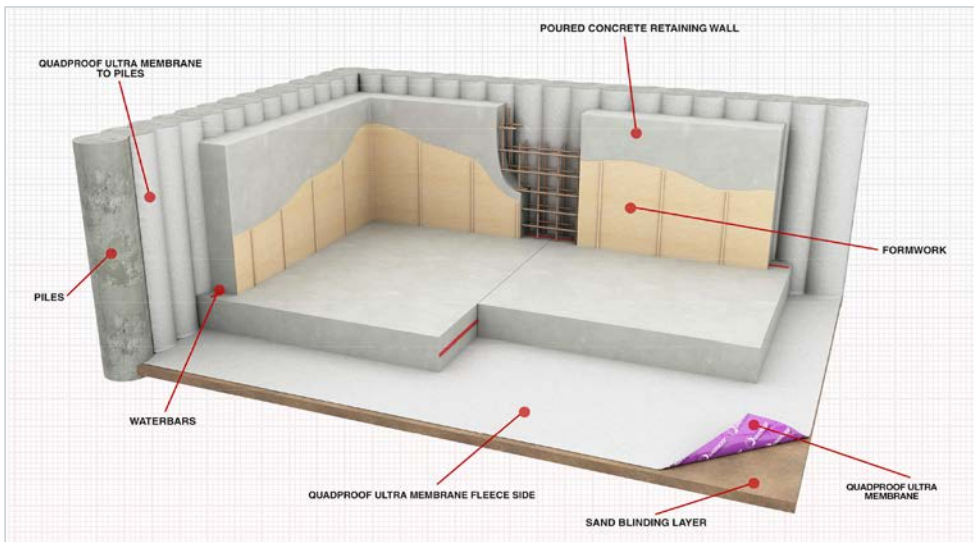 POURED CONCRETE RETAINING WALL
QUADPROOF ULTRA MEMBRANE
TO PILES
FORMWORK
PILES
WATERBARS
QUADPROOF ULTRA MEMBRANE FLEECE SIDE
QUADPROOF ULTRA
MEMBRANE
SAND BLINDING LAYER